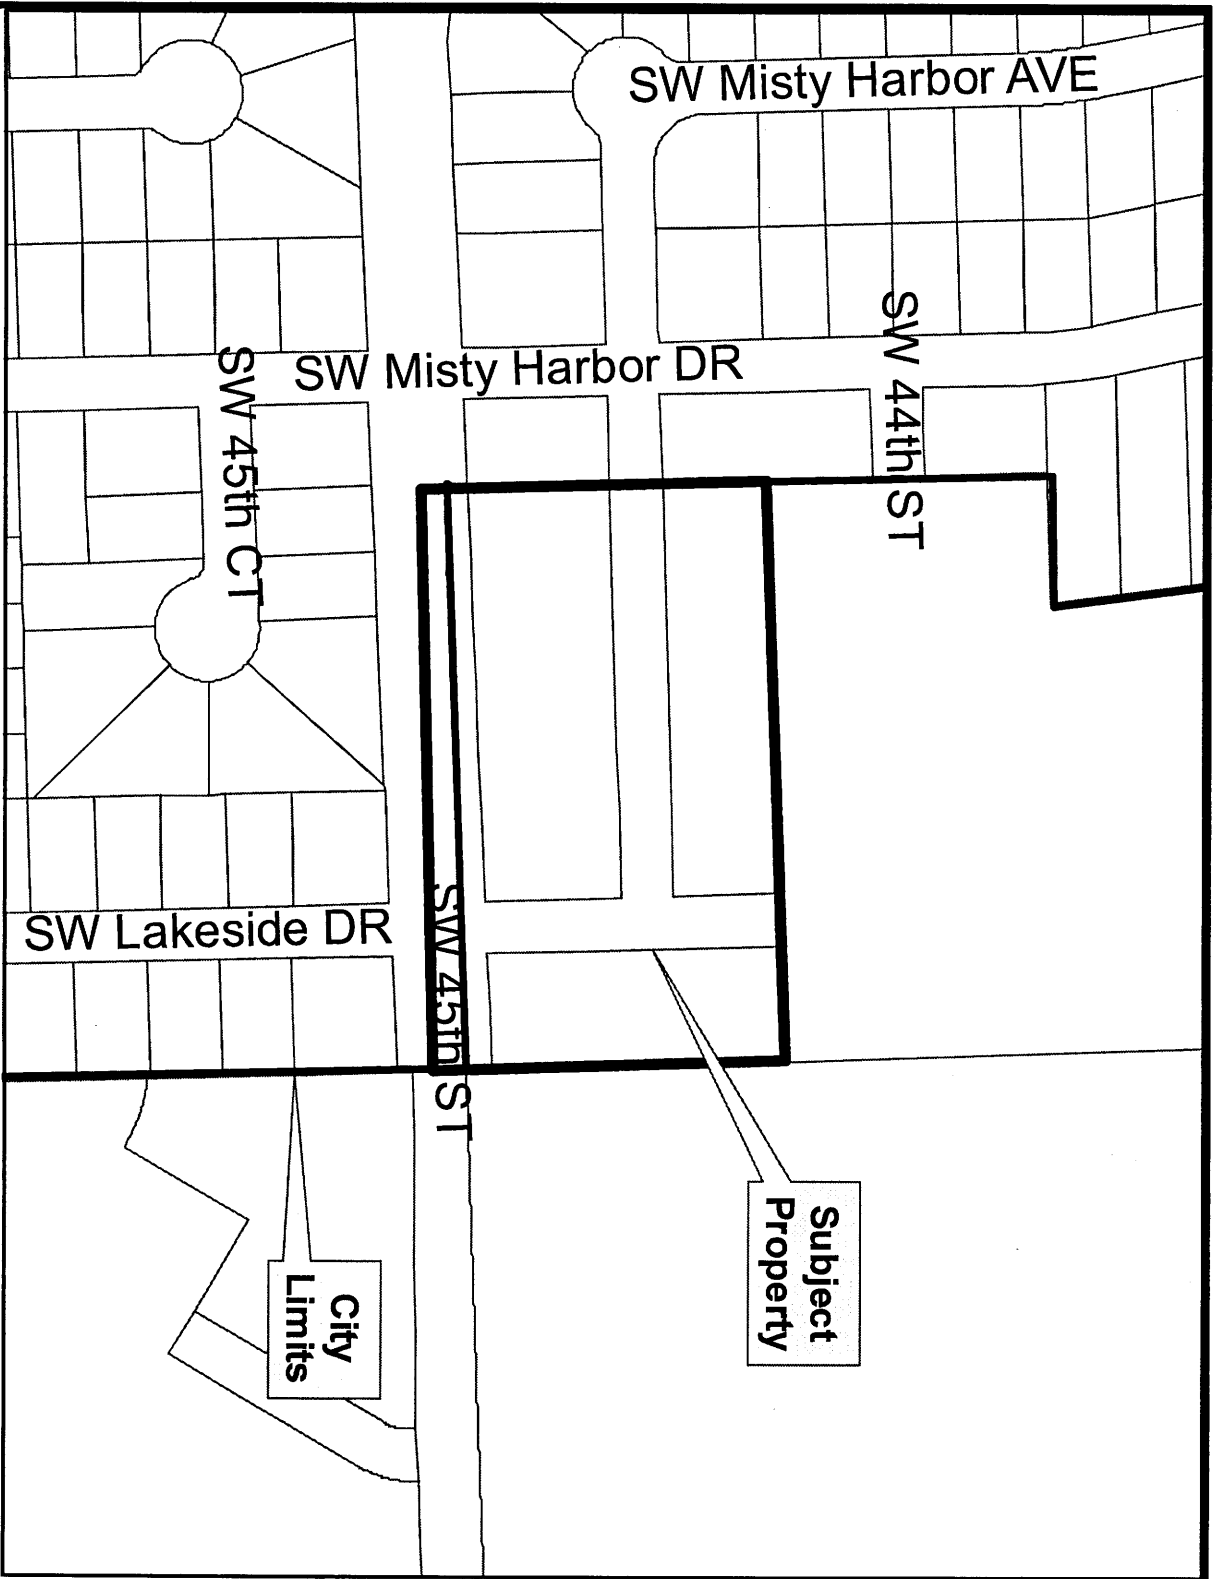 SW Misty Harbor AVE
SW 44th ST
SW Misty Harbor DR
SW 45th CT
SW 45th ST
SW Lakeside DR
Subject
Property
City
Limits